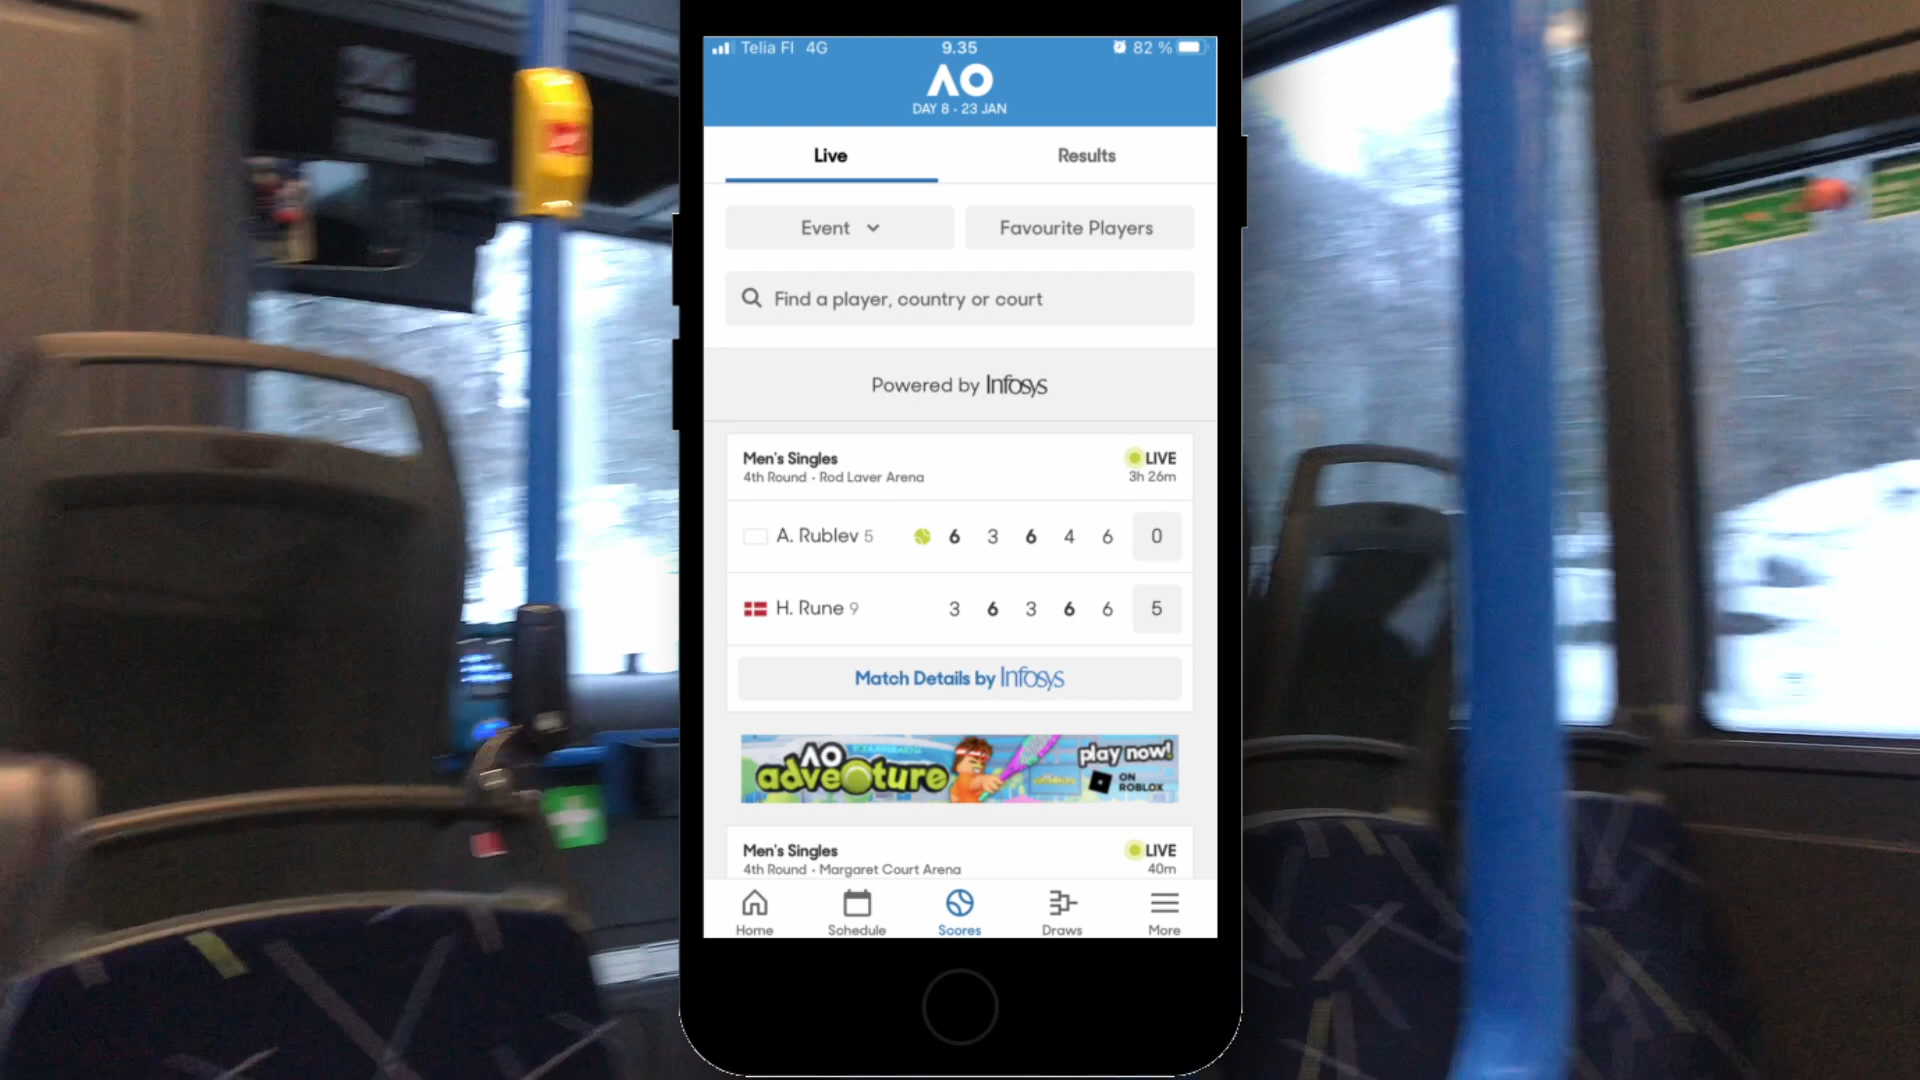 Telia FI 4G 9.35 82 %
AO
DAY 8 - 23 JAN
Live Results
Event Favourite Players
Find a player, country or court
Powered by Infosys
Men's Singles LIVE
4th Round - Rod Laver Arena 3h 26m
A. Rublev 5 6 3 6 4 6 0
H. Rune 9 3 6 3 6 6 5
Match Details by Infosys
AO adventure play now! ON ROBLOX
Men's Singles LIVE
4th Round - Margaret Court Arena 40m
Home Schedule Scores Draws More